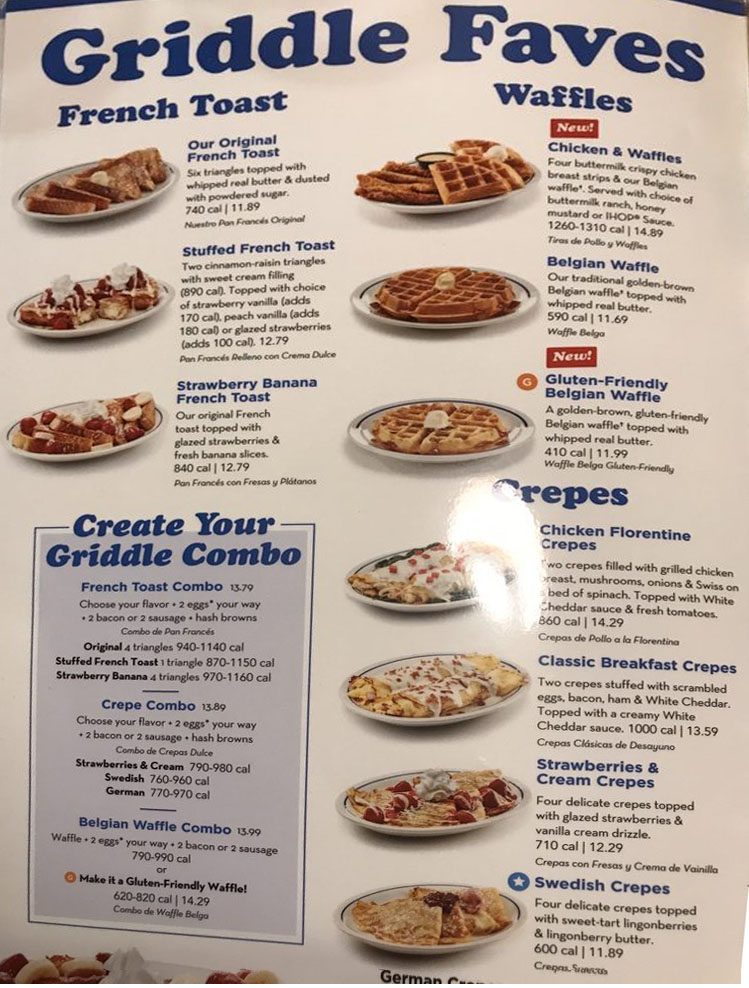 Griddle Faves
French Toast
Our Original
French Toast
Six triangles topped with
whipped real butter & dusted
with powdered sugar.
740 cal | 11.89
Nuestro Pan Francés Original
Stuffed French Toast
Two cinnamon-raisin triangles
with sweet cream filling
(890 cal). Topped with choice
of strawberry vanilla (adds
170 cal), peach vanilla (adds
180 cal) or glazed strawberries
(adds 100 cal). 12.79
Pan Francés Relleno con Crema Dulce
Strawberry Banana
French Toast
Our original French
toast topped with
glazed strawberries &
fresh banana slices.
840 cal | 12.79
Pan Francés con Fresas y Plátanos
Create Your
Griddle Combo
French Toast Combo 13.79
Choose your flavor • 2 eggs* your way
• 2 bacon or 2 sausage • hash browns
Combo de Pan Francés
Original 4 triangles 940-1140 cal
Stuffed French Toast 1 triangle 870-1150 cal
Strawberry Banana 4 triangles 970-1160 cal
Crepe Combo 13.89
Choose your flavor • 2 eggs* your way
• 2 bacon or 2 sausage • hash browns
Combo de Crepas Dulce
Strawberries & Cream 790-980 cal
Swedish 760-960 cal
German 770-970 cal
Belgian Waffle Combo 13.99
Waffle • 2 eggs* your way • 2 bacon or 2 sausage
790-990 cal
or
G Make it a Gluten-Friendly Waffle!
620-820 cal | 14.29
Combo de Waffle Belga
Waffles
New!
Chicken & Waffles
Four buttermilk crispy chicken
breast strips & our Belgian
waffle†. Served with choice of
buttermilk ranch, honey
mustard or IHOP® Sauce.
1260-1310 cal | 14.89
Tiras de Pollo y Waffles
Belgian Waffle
Our traditional golden-brown
Belgian waffle† topped with
whipped real butter.
590 cal | 11.69
Waffle Belga
New!
G Gluten-Friendly
Belgian Waffle
A golden-brown, gluten-friendly
Belgian waffle† topped with
whipped real butter.
410 cal | 11.99
Waffle Belga Gluten-Friendly
Crepes
Chicken Florentine
Crepes
Two crepes filled with grilled chicken
breast, mushrooms, onions & Swiss on
bed of spinach. Topped with White
Cheddar sauce & fresh tomatoes.
860 cal | 14.29
Crepas de Pollo a la Florentina
Classic Breakfast Crepes
Two crepes stuffed with scrambled
eggs, bacon, ham & White Cheddar.
Topped with a creamy White
Cheddar sauce. 1000 cal | 13.59
Crepas Clásicas de Desayuno
Strawberries &
Cream Crepes
Four delicate crepes topped
with glazed strawberries &
vanilla cream drizzle.
710 cal | 12.29
Crepas con Fresas y Crema de Vainilla
Swedish Crepes
Four delicate crepes topped
with sweet-tart lingonberries
& lingonberry butter.
600 cal | 11.89
Crepas Suecas
German